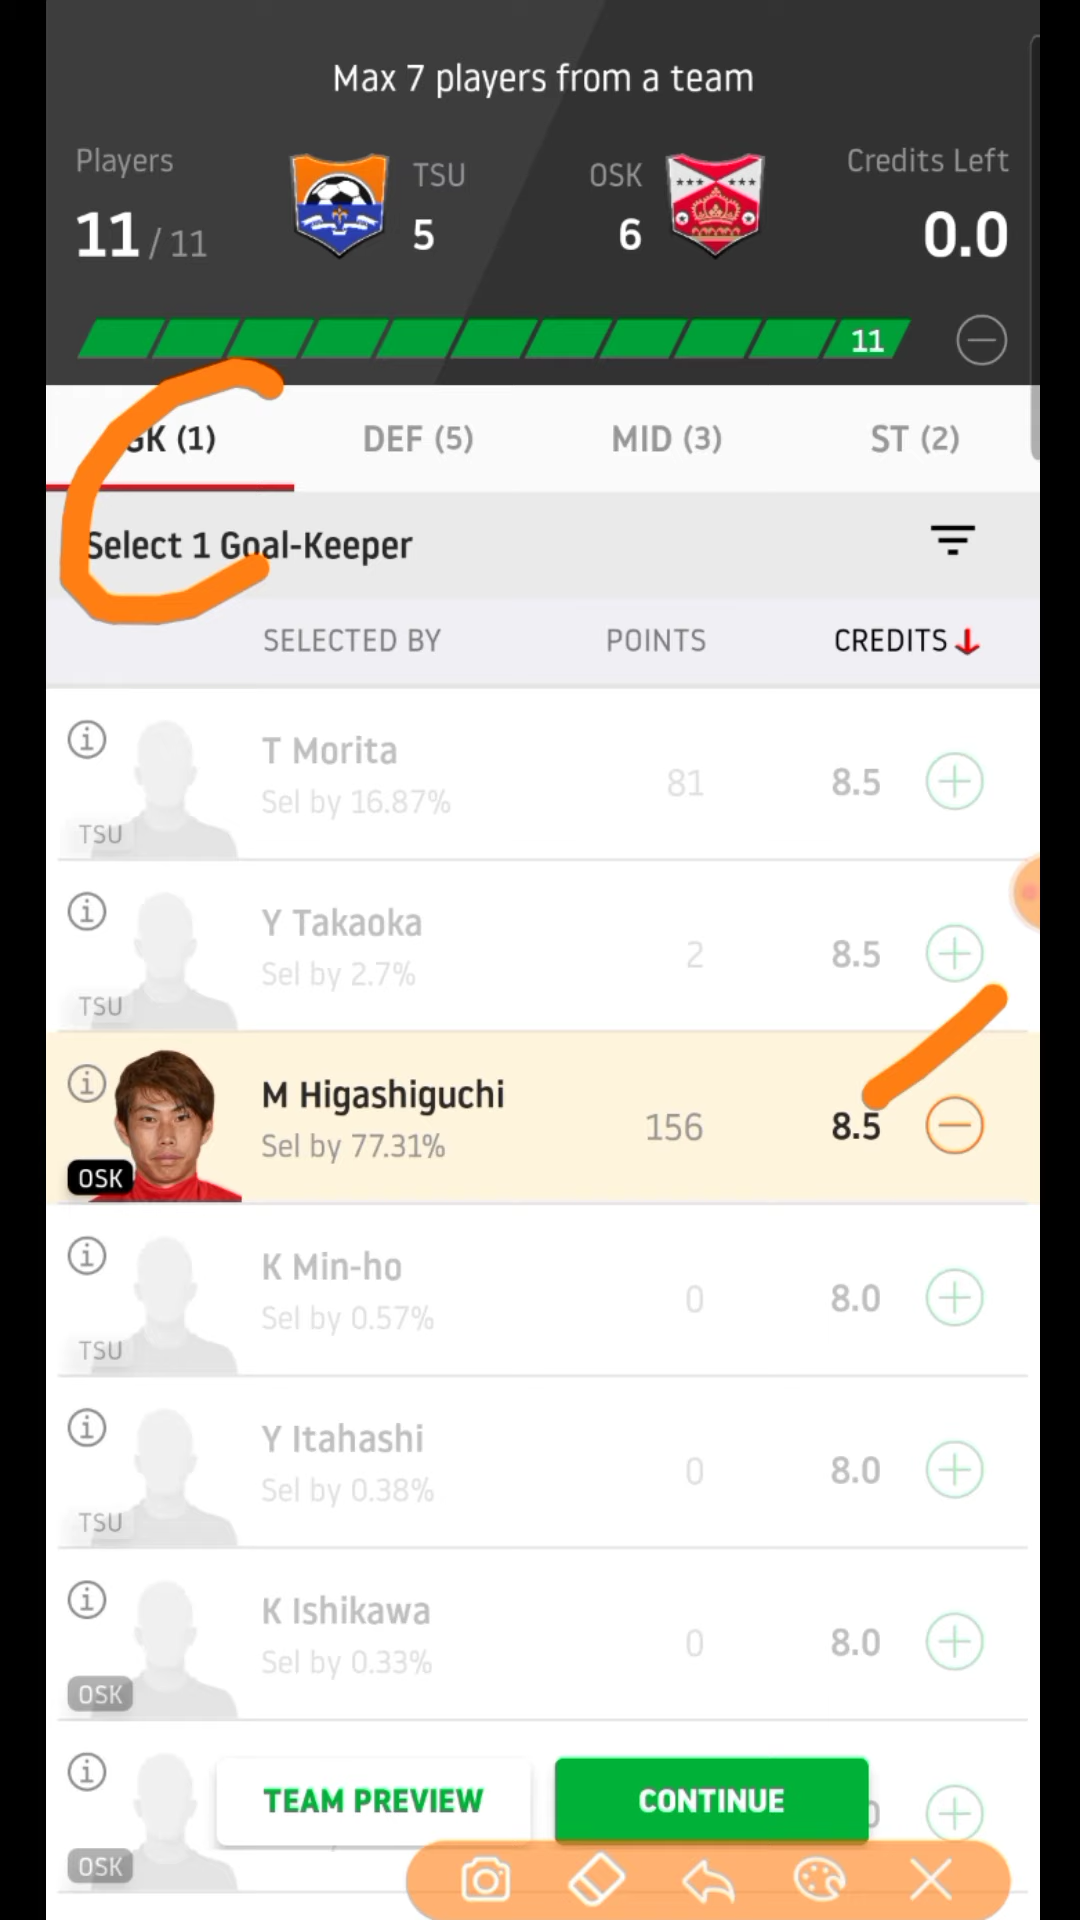 Max 7 players from a team
Players
TSU
OSK
Credits Left
11 / 11
5
6
0.0
11
GK (1)
DEF (5)
MID (3)
ST (2)
Select 1 Goal-Keeper
SELECTED BY
POINTS
CREDITS
T Morita
Sel by 16.87%
81
8.5
TSU
Y Takaoka
Sel by 2.7%
2
8.5
TSU
M Higashiguchi
Sel by 77.31%
156
8.5
OSK
K Min-ho
Sel by 0.57%
0
8.0
TSU
Y Itahashi
Sel by 0.38%
0
8.0
TSU
K Ishikawa
Sel by 0.33%
0
8.0
OSK
TEAM PREVIEW
CONTINUE
OSK